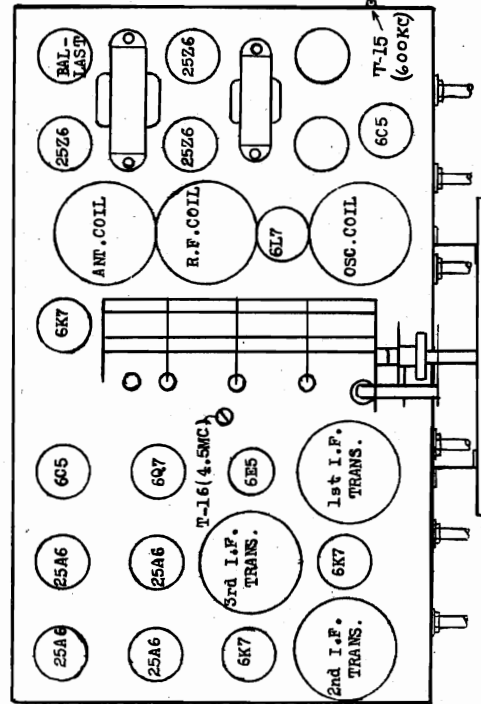 BAL-
LAST
25Z6
T-15
(600KC)
25Z6
25Z6
6C5
ANT.COIL
R.F.COIL
6L7
OSC.COIL
6K7
T-16(4.5MC)
6C5
6Q7
6E5
1st I.F.
TRANS.
25A6
25A6
3rd I.F.
TRANS.
6K7
25A6
25A6
6K7
2nd I.F.
TRANS.